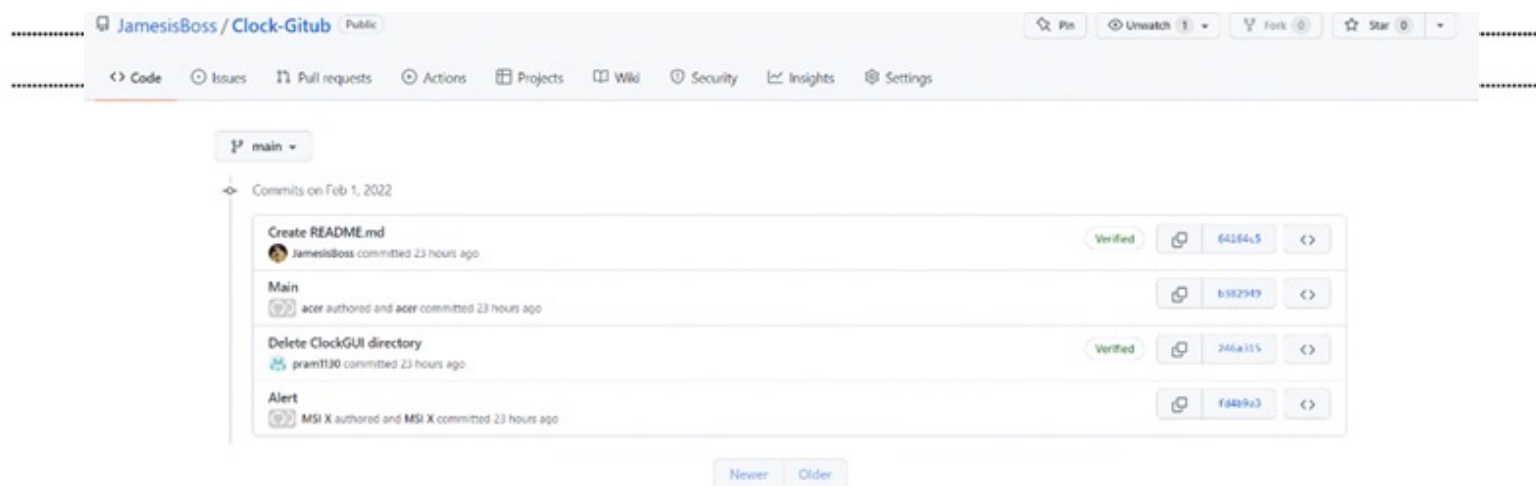 JamesisBoss / Clock-Gitub Public
Pin Unwatch 1 Fork 0 Star 0
<> Code Issues Pull requests Actions Projects Wiki Security Insights Settings
main
Commits on Feb 1, 2022
Create README.md
JamesisBoss committed 23 hours ago
Verified
Main
acer authored and acer committed 23 hours ago
b382949
Delete ClockGUI directory
pram1130 committed 23 hours ago
Verified 246a315
Alert
MSI X authored and MSI X committed 23 hours ago
Newer Older